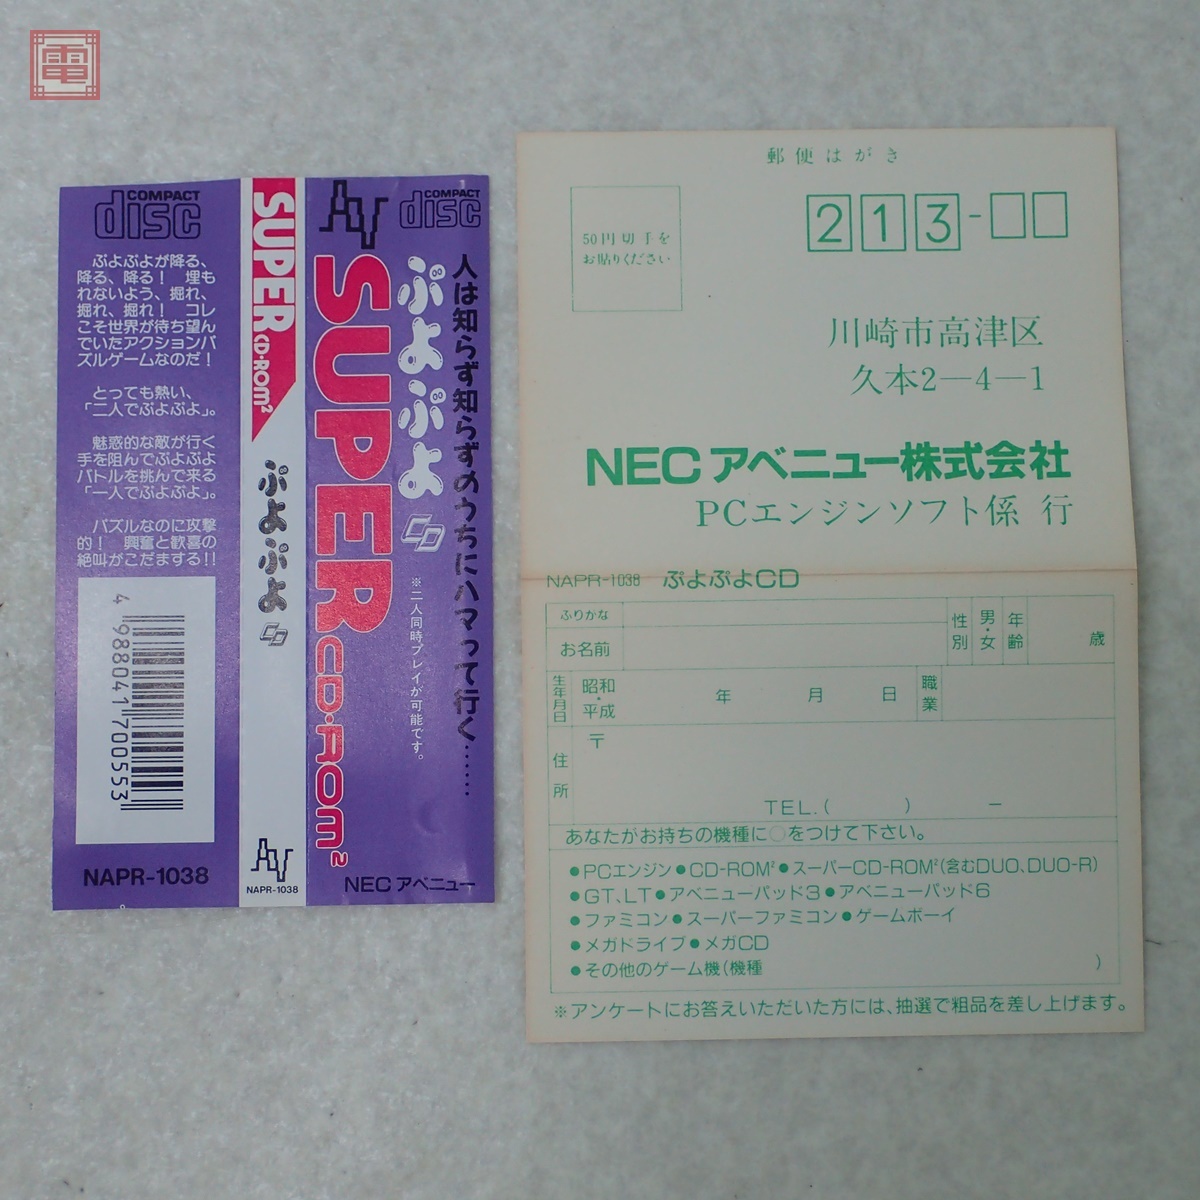 電
COMPACT
disc
ぷよぷよが降る、
降る、降る！　埋も
れないよう、掘れ、
掘れ、掘れ！　コレ
こそ世界が待ち望ん
でいたアクションパ
ズルゲームなのだ！
とっても熱い、
「二人でぷよぷよ」。
魅惑的な敵が行く
手を阻んでぷよぷよ
バトルを挑んで来る
「一人でぷよぷよ」。
パズルなのに攻撃
的！　興奮と歓喜の
絶叫がこだまする!!
4 988041 700553
NAPR-1038
SUPER CD-ROM²
ぷよぷよ CD
AV
NAPR-1038
AV
COMPACT
disc
人は知らず知らずのうちにハマって行く……
ぷよぷよ CD
※二人同時プレイが可能です。
SUPER CD-ROM²
NEC アベニュー
郵便はがき
50円切手を
お貼りください
213-
川崎市高津区
久本2―4―1
NEC アベニュー株式会社
PCエンジンソフト係 行
NAPR-1038 ぷよぷよCD
ふりがな
お名前
性別
男・女
年齢
歳
生年月日
昭和・平成
年 月 日
職業
住所
〒
TEL.( ) －
あなたがお持ちの機種に○をつけて下さい。
●PCエンジン●CD-ROM²●スーパーCD-ROM²(含むDUO、DUO-R)
●GT、LT●アベニューパッド3●アベニューパッド6
●ファミコン●スーパーファミコン●ゲームボーイ
●メガドライブ●メガCD
●その他のゲーム機(機種 )
※アンケートにお答えいただいた方には、抽選で粗品を差し上げます。